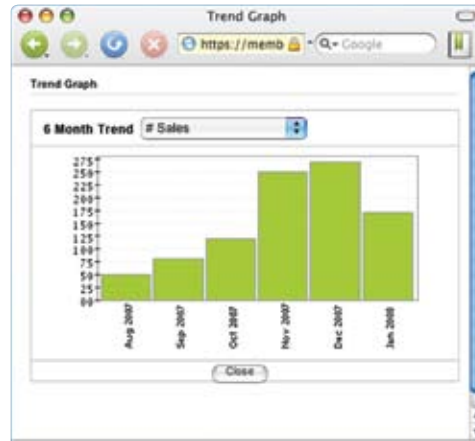 Trend Graph
https://memb
Google
Trend Graph
6 Month Trend
# Sales
275
250
225
200
175
150
125
100
75
50
25
00
Aug 2007
Sep 2007
Oct 2007
Nov 2007
Dec 2007
Jan 2008
Close